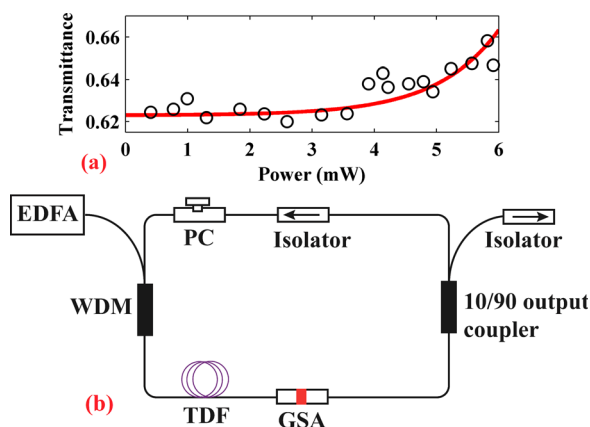 Transmittance
0.66
0.64
0.62
0 1 2 3 4 5 6
Power (mW)
(a)
EDFA
PC
Isolator
Isolator
WDM
10/90 output
coupler
TDF
GSA
(b)